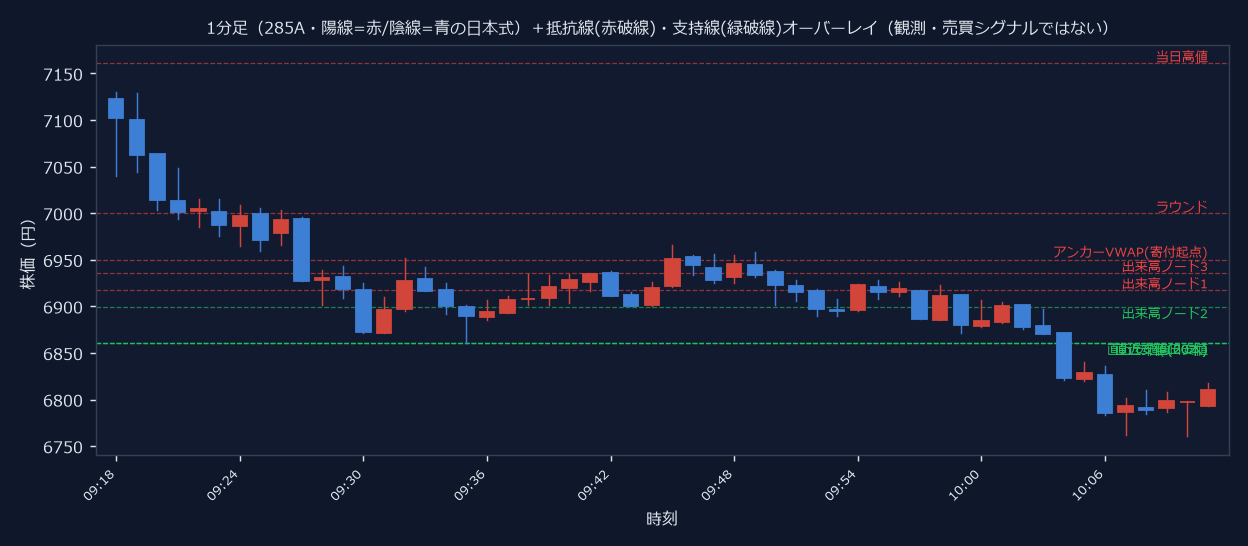 1分足（285A・陽線=赤/陰線=青の日本式）＋抵抗線(赤破線)・支持線(緑破線)オーバーレイ（観測・売買シグナルではない）
当日高値
7150
7100
7050
ラウンド
7000
アンカーVWAP(寄付起点)
6950
出来高ノード3
出来高ノード1
6900
出来高ノード2
6850
6800
6750
株価（円）
09:18
09:24
09:30
09:36
09:42
09:48
09:54
10:00
10:06
時刻